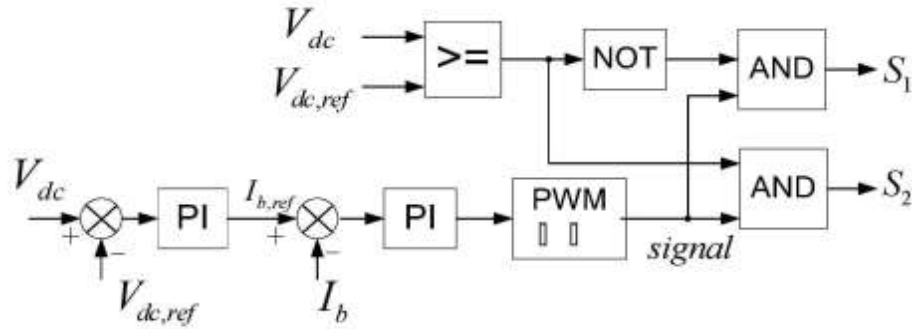 V_dc
V_dc,ref
>=
NOT
AND
S_1
AND
S_2
V_dc
+
−
V_dc,ref
PI
I_b,ref
+
−
I_b
PI
PWM
▯ ▯
signal